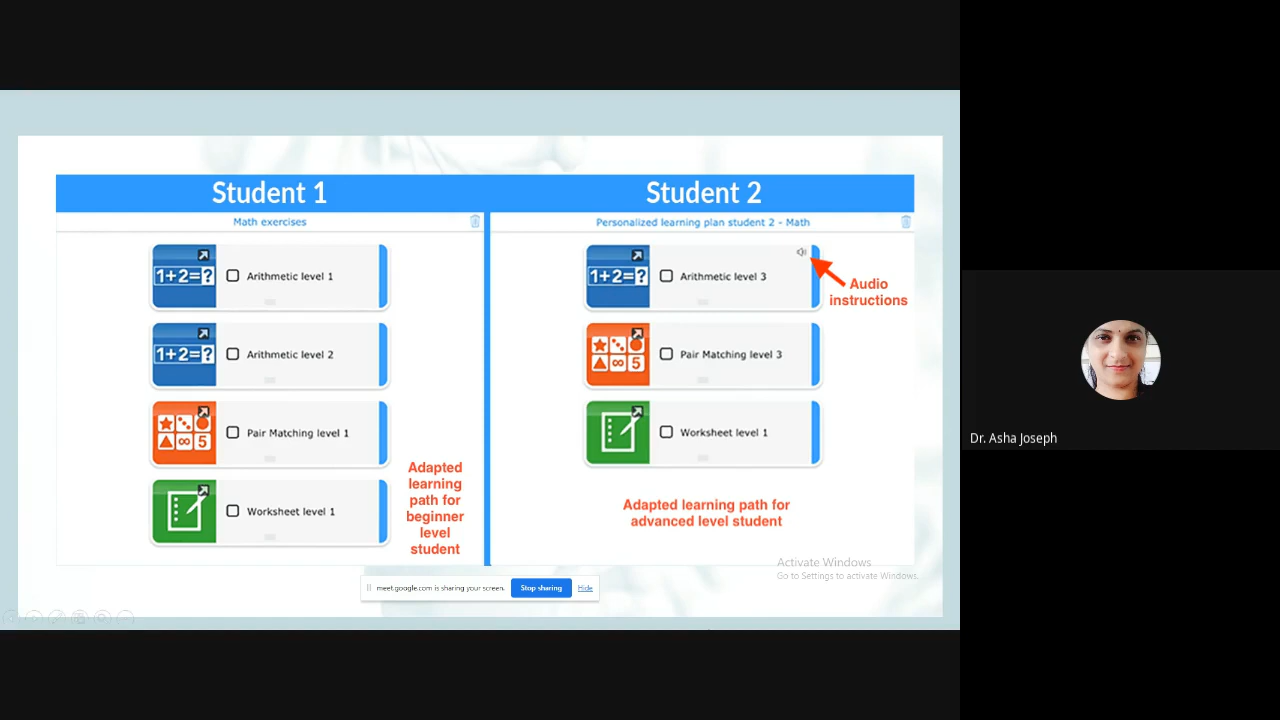 Student 1
Student 2
Math exercises
Personalized learning plan student 2 - Math
1+2=?
Arithmetic level 1
1+2=?
Arithmetic level 3
Audio
instructions
1+2=?
Arithmetic level 2
5
Pair Matching level 3
5
Pair Matching level 1
Worksheet level 1
Worksheet level 1
Adapted
learning
path for
beginner
level
student
Adapted learning path for
advanced level student
Dr. Asha Joseph
Activate Windows
Go to Settings to activate Windows.
meet.google.com is sharing your screen.
Stop sharing
Hide